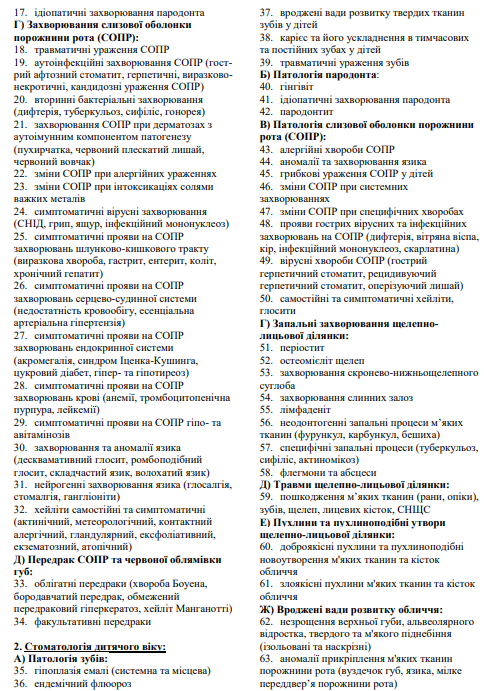 17. ідіопатичні захворювання пародонта
Г) Захворювання слизової оболонки
порожнини рота (СОПР):
18. травматичні ураження СОПР
19. аутоінфекційні захворювання СОПР (гост-
рий афтозний стоматит, герпетичні, виразково-
некротичні, кандидозні ураження СОПР)
20. вторинні бактеріальні захворювання
(дифтерія, туберкульоз, сифіліс, гонорея)
21. захворювання СОПР при дерматозах з
аутоімунним компонентом патогенезу
(пухирчатка, червоний плескатий лишай,
червоний вовчак)
22. зміни СОПР при алергійних ураженнях
23. зміни СОПР при інтоксикаціях солями
важких металів
24. симптоматичні вірусні захворювання
(СНІД, грип, ящур, інфекційний мононуклеоз)
25. симптоматичні прояви на СОПР
захворювань шлунково-кишкового тракту
(виразкова хвороба, гастрит, ентерит, коліт,
хронічний гепатит)
26. симптоматичні прояви на СОПР
захворювань серцево-судинної системи
(недостатність кровообігу, есенціальна
артеріальна гіпертензія)
27. симптоматичні прояви на СОПР
захворювань ендокринної системи
(акромегалія, синдром Іценка-Кушинга,
цукровий діабет, гіпер- та гіпотиреоз)
28. симптоматичні прояви на СОПР
захворювань крові (анемії, тромбоцитопенічна
пурпура, лейкемії)
29. симптоматичні прояви на СОПР гіпо- та
авітамінозів
30. захворювання та аномалії язика
(десквамативний глосит, ромбоподібний
глосит, складчастий язик, волохатий язик)
31. нейрогенні захворювання язика (глосалгія,
стомалгія, гангліоніти)
32. хейліти самостійні та симптоматичні
(актинічний, метеорологічний, контактний
алергічний, гландулярний, ексфоліативний,
екзематозний, атопічний)
Д) Передрак СОПР та червоної облямівки
губ:
33. облігатні передраки (хвороба Боуена,
бородавчатий передрак, обмежений
передраковий гіперкератоз, хейліт Манганотті)
34. факультативні передраки
2. Стоматологія дитячого віку:
А) Патологія зубів:
35. гіпоплазія емалі (системна та місцева)
36. ендемічний флюороз
37. вроджені вади розвитку твердих тканин
зубів у дітей
38. карієс та його ускладнення в тимчасових
та постійних зубах у дітей
39. травматичні ураження зубів
Б) Патологія пародонта:
40. гінгівіт
41. ідіопатичні захворювання пародонта
42. пародонтит
В) Патологія слизової оболонки порожнини
рота (СОПР):
43. алергійні хвороби СОПР
44. аномалії та захворювання язика
45. грибкові ураження СОПР у дітей
46. зміни СОПР при системних
захворюваннях
47. зміни СОПР при специфічних хворобах
48. прояви гострих вірусних та інфекційних
захворювань на СОПР (дифтерія, вітряна віспа,
кір, інфекційний мононуклеоз, скарлатина)
49. вірусні хвороби СОПР (гострий
герпетичний стоматит, рецидивуючий
герпетичний стоматит, оперізуючий лишай)
50. самостійні та симптоматичні хейліти,
глосити
Г) Запальні захворювання щелепно-
лицьової ділянки:
51. періостит
52. остеомієліт щелеп
53. захворювання скронево-нижньощелепного
суглоба
54. захворювання слинних залоз
55. лімфаденіт
56. неодонтогенні запальні процеси м’яких
тканин (фурункул, карбункул, бешиха)
57. специфічні запальні процеси (туберкульоз,
сифіліс, актиномікоз)
58. флегмони та абсцеси
Д) Травми щелепно-лицьової ділянки:
59. пошкодження м’яких тканин (рани, опіки),
зубів, щелеп, лицевих кісток, СНЩС
Е) Пухлини та пухлиноподібні утвори
щелепно-лицьової ділянки:
60. доброякісні пухлини та пухлиноподібні
новоутворення м'яких тканин та кісток
обличчя
61. злоякісні пухлини м'яких тканин та кісток
обличчя
Ж) Вроджені вади розвитку обличчя:
62. незрощення верхньої губи, альвеолярного
відростка, твердого та м'якого піднебіння
(ізольовані та наскрізні)
63. аномалії прикріплення м'яких тканин
порожнини рота (вуздечок губ, язика, мілке
переддвер’я порожнини рота)